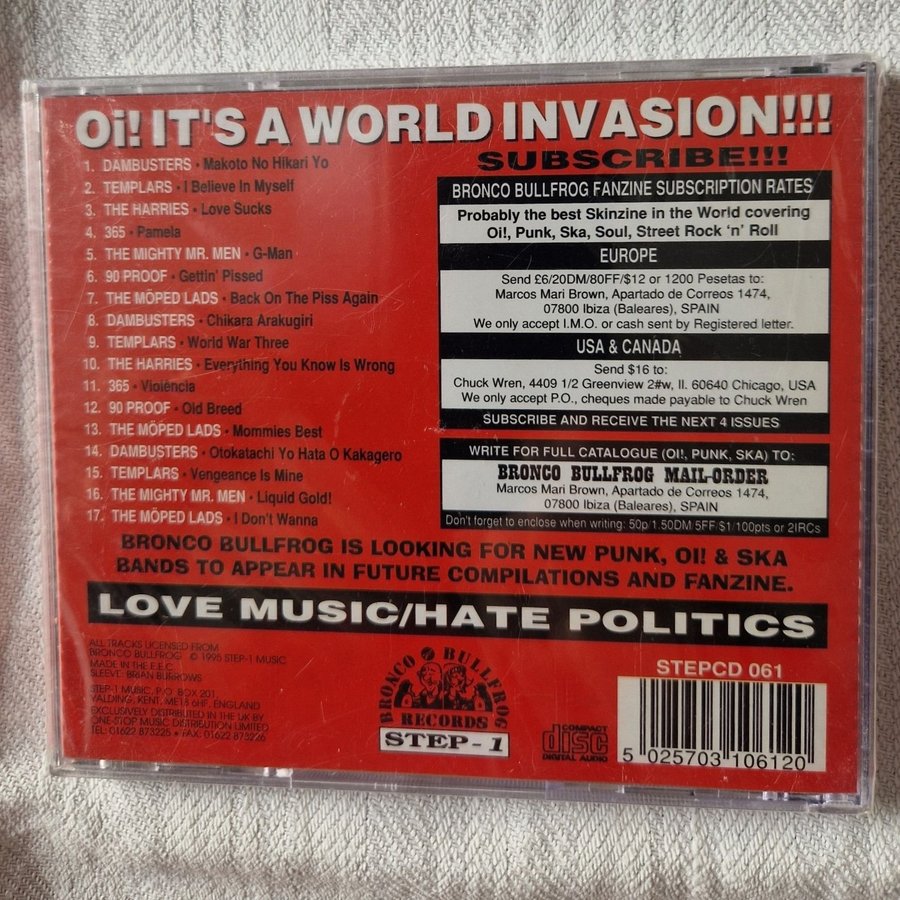 Oi! IT'S A WORLD INVASION!!!
1. DAMBUSTERS • Makoto No Hikari Yo
2. TEMPLARS • I Believe In Myself
3. THE HARRIES • Love Sucks
4. 365 • Pamela
5. THE MIGHTY MR. MEN • G-Man
6. 90 PROOF • Gettin' Pissed
7. THE MÖPED LADS • Back On The Piss Again
8. DAMBUSTERS • Chikara Arakugiri
9. TEMPLARS • World War Three
10. THE HARRIES • Everything You Know Is Wrong
11. 365 • Violência
12. 90 PROOF • Old Breed
13. THE MÖPED LADS • Mommies Best
14. DAMBUSTERS • Otokatachi Yo Hata O Kakagero
15. TEMPLARS • Vengeance Is Mine
16. THE MIGHTY MR. MEN • Liquid Gold!
17. THE MÖPED LADS • I Don't Wanna
SUBSCRIBE!!!
BRONCO BULLFROG FANZINE SUBSCRIPTION RATES
Probably the best Skinzine in the World covering
Oi!, Punk, Ska, Soul, Street Rock 'n' Roll
EUROPE
Send £6/20DM/80FF/$12 or 1200 Pesetas to:
Marcos Mari Brown, Apartado de Correos 1474,
07800 Ibiza (Baleares), SPAIN
We only accept I.M.O. or cash sent by Registered letter.
USA & CANADA
Send $16 to:
Chuck Wren, 4409 1/2 Greenview 2#w, Il. 60640 Chicago, USA
We only accept P.O., cheques made payable to Chuck Wren
SUBSCRIBE AND RECEIVE THE NEXT 4 ISSUES
WRITE FOR FULL CATALOGUE (OI!, PUNK, SKA) TO:
BRONCO BULLFROG MAIL-ORDER
Marcos Mari Brown, Apartado de Correos 1474,
07800 Ibiza (Baleares), SPAIN
Don't forget to enclose when writing: 50p/1.50DM/5FF/$1/100pts or 2IRCs
BRONCO BULLFROG IS LOOKING FOR NEW PUNK, OI! & SKA
BANDS TO APPEAR IN FUTURE COMPILATIONS AND FANZINE.
LOVE MUSIC/HATE POLITICS
ALL TRACKS LICENSED FROM
BRONCO BULLFROG © 1995 STEP-1 MUSIC
MADE IN THE E.E.C.
SLEEVE: BRIAN BURROWS
STEP-1 MUSIC, P.O. BOX 201,
YALDING, KENT, ME18 6HF, ENGLAND
EXCLUSIVELY DISTRIBUTED IN THE UK BY
ONE-STOP MUSIC DISTRIBUTION LIMITED
TEL: 01622 873225 • FAX: 01622 873226
BRONCO BULLFROG
RECORDS
STEP-1
COMPACT
disc
DIGITAL AUDIO
STEPCD 061
5 025703 106120